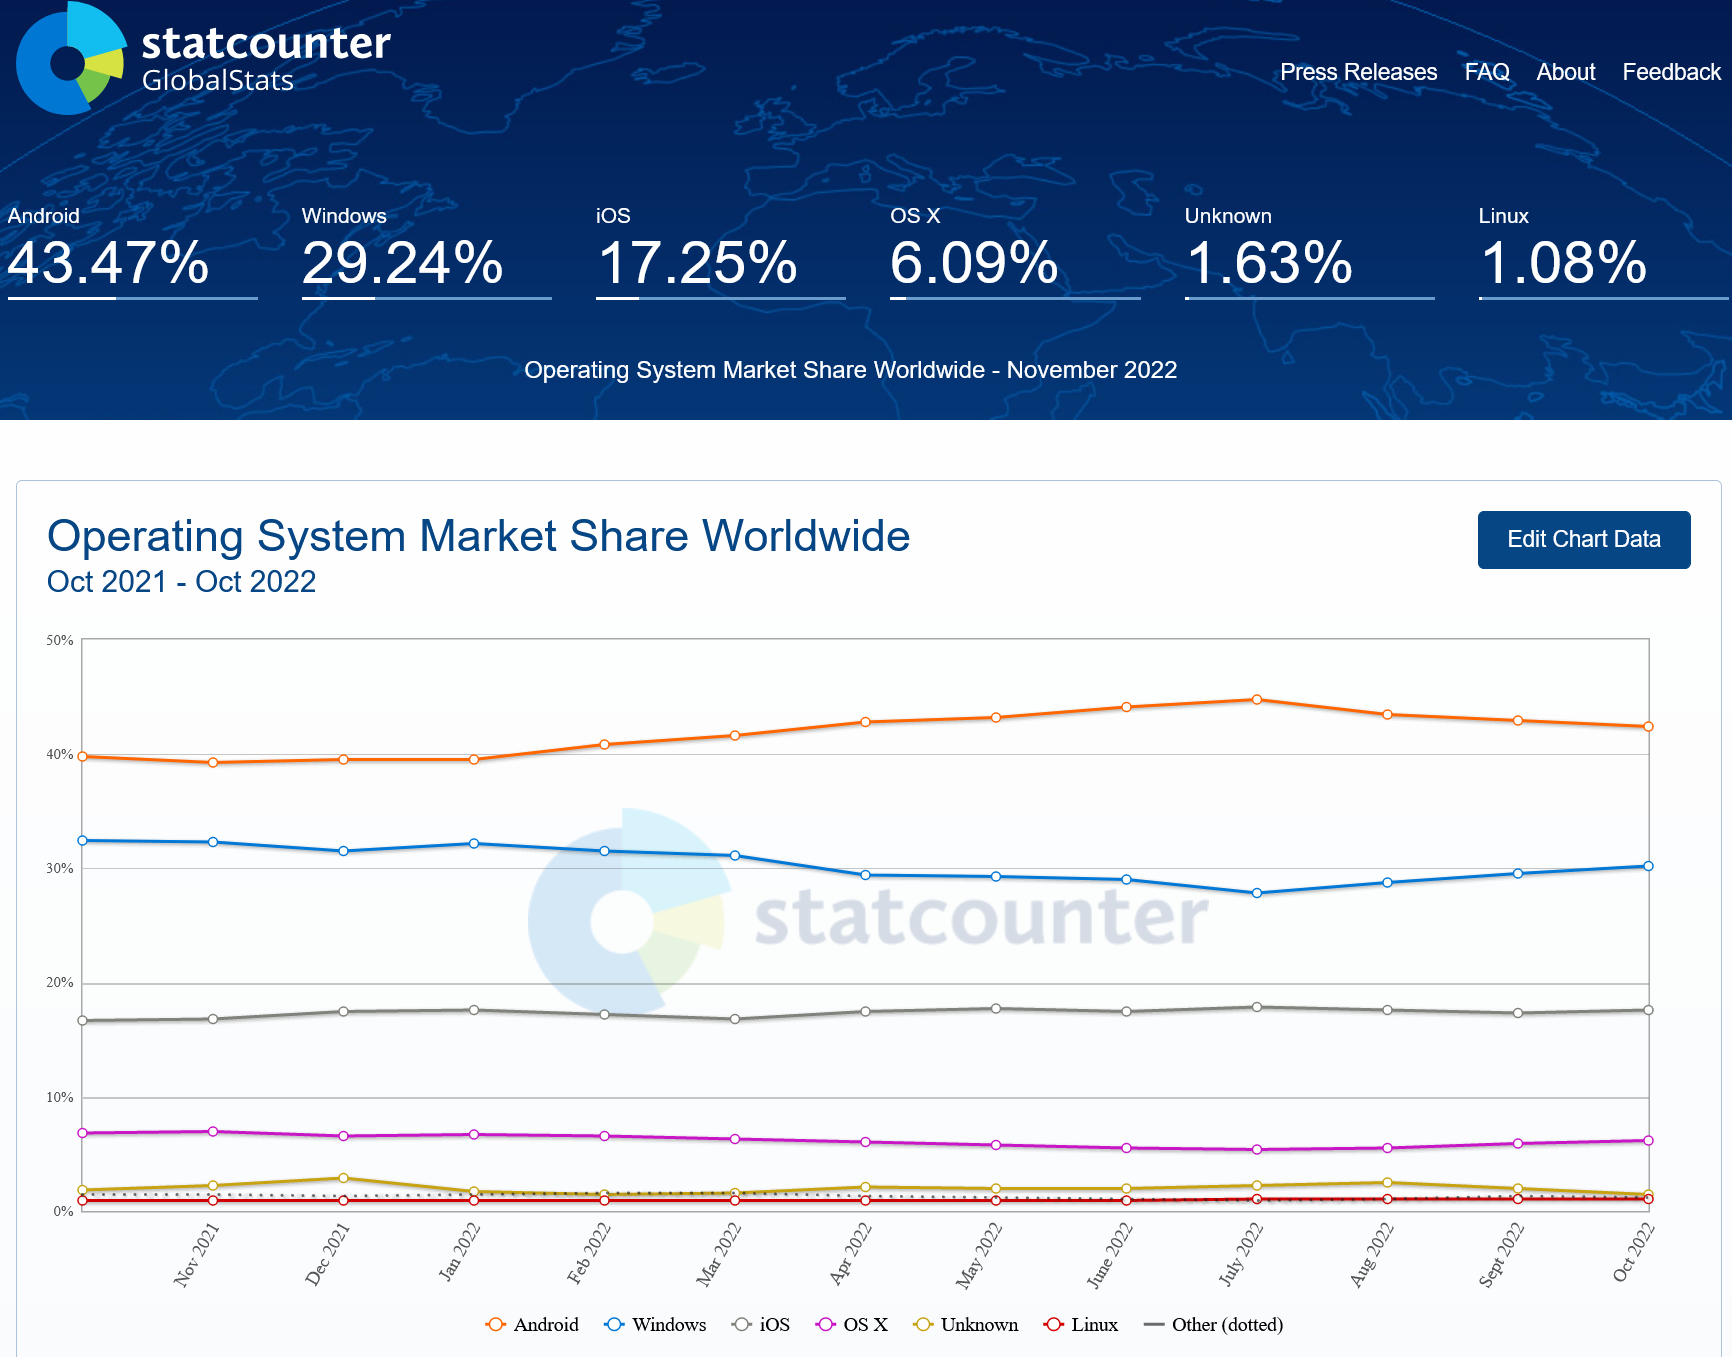 statcounter
GlobalStats
Press Releases FAQ About Feedback
Android Windows iOS OS X Unknown Linux
43.47% 29.24% 17.25% 6.09% 1.63% 1.08%
Operating System Market Share Worldwide - November 2022
Operating System Market Share Worldwide
Edit Chart Data
Oct 2021 - Oct 2022
50%
40%
30%
statcounter
20%
10%
0%
Nov 2021 Dec 2021 Jan 2022 Feb 2022 Mar 2022 Apr 2022 May 2022 June 2022 July 2022 Aug 2022 Sept 2022 Oct 2022
Android Windows iOS OS X Unknown Linux Other (dotted)